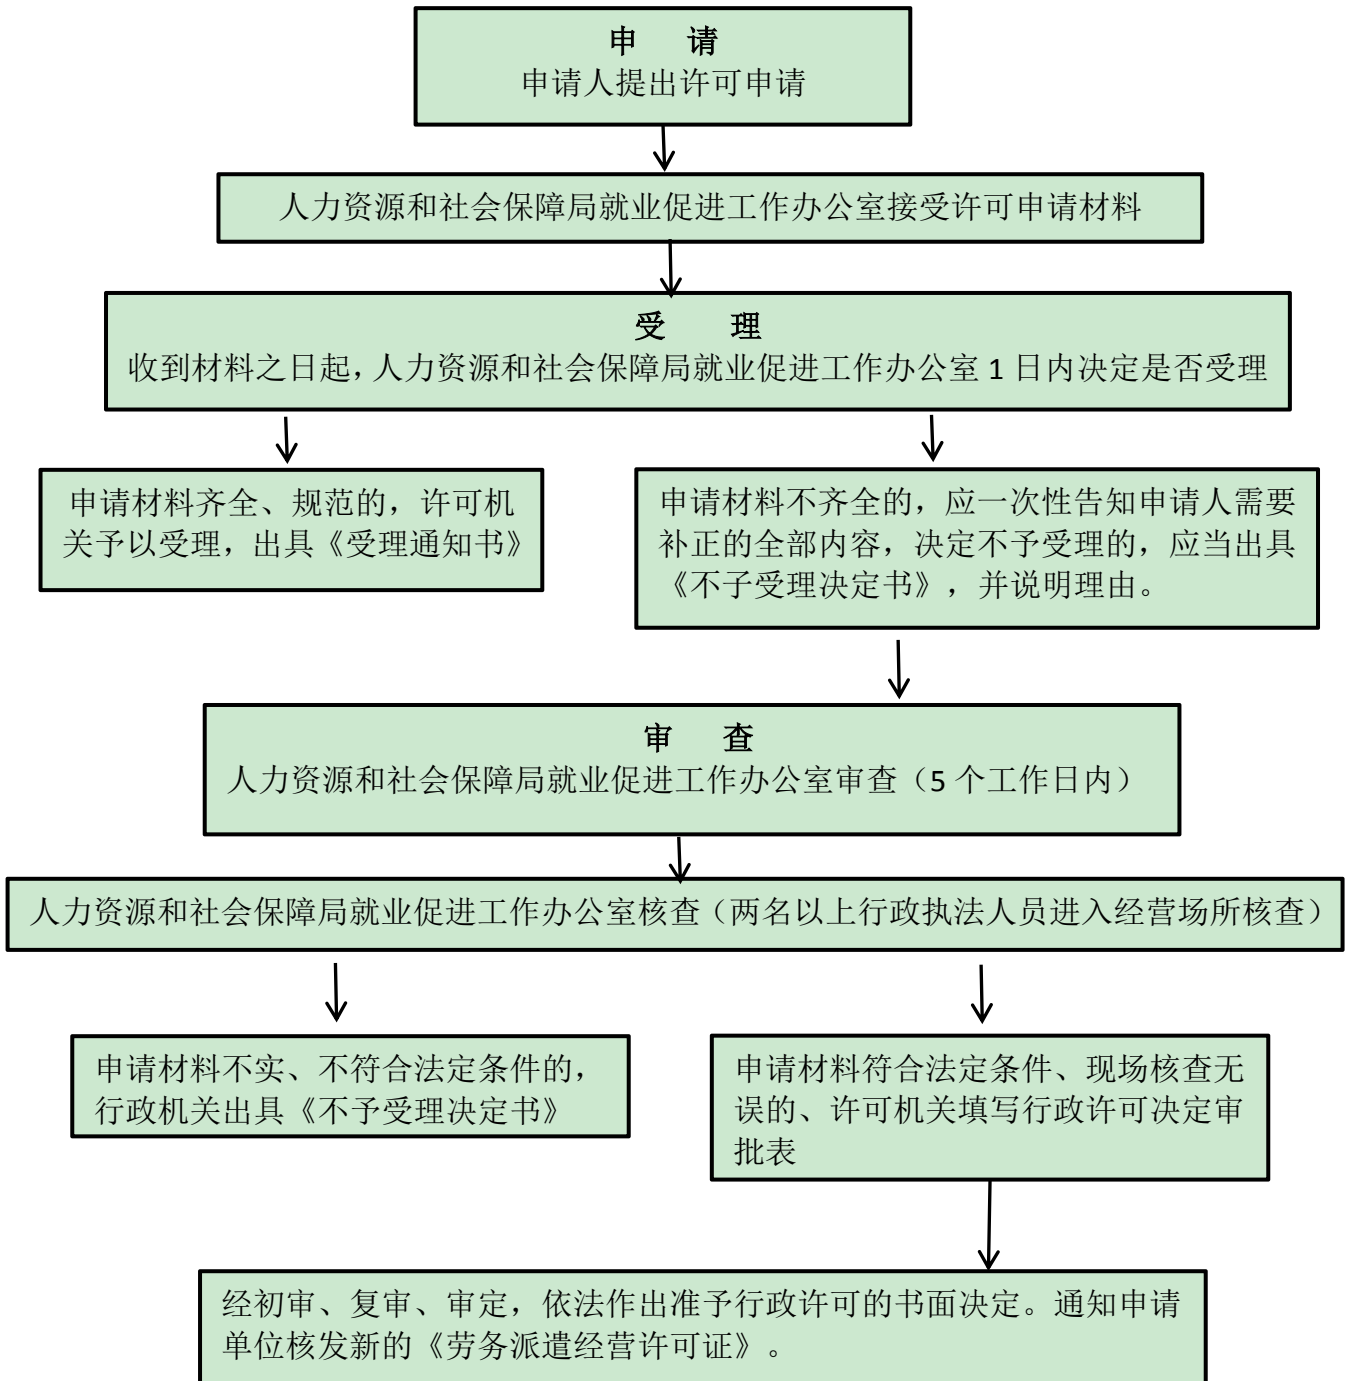 申 请
申请人提出许可申请
人力资源和社会保障局就业促进工作办公室接受许可申请材料
受 理
收到材料之日起，人力资源和社会保障局就业促进工作办公室 1 日内决定是否受理
申请材料齐全、规范的，许可机
关予以受理，出具《受理通知书》
申请材料不齐全的，应一次性告知申请人需要
补正的全部内容，决定不予受理的，应当出具
《不子受理决定书》，并说明理由。
审 查
人力资源和社会保障局就业促进工作办公室审查（5 个工作日内）
人力资源和社会保障局就业促进工作办公室核查（两名以上行政执法人员进入经营场所核查）
申请材料不实、不符合法定条件的，
行政机关出具《不予受理决定书》
申请材料符合法定条件、现场核查无
误的、许可机关填写行政许可决定审
批表
经初审、复审、审定，依法作出准予行政许可的书面决定。通知申请
单位核发新的《劳务派遣经营许可证》。